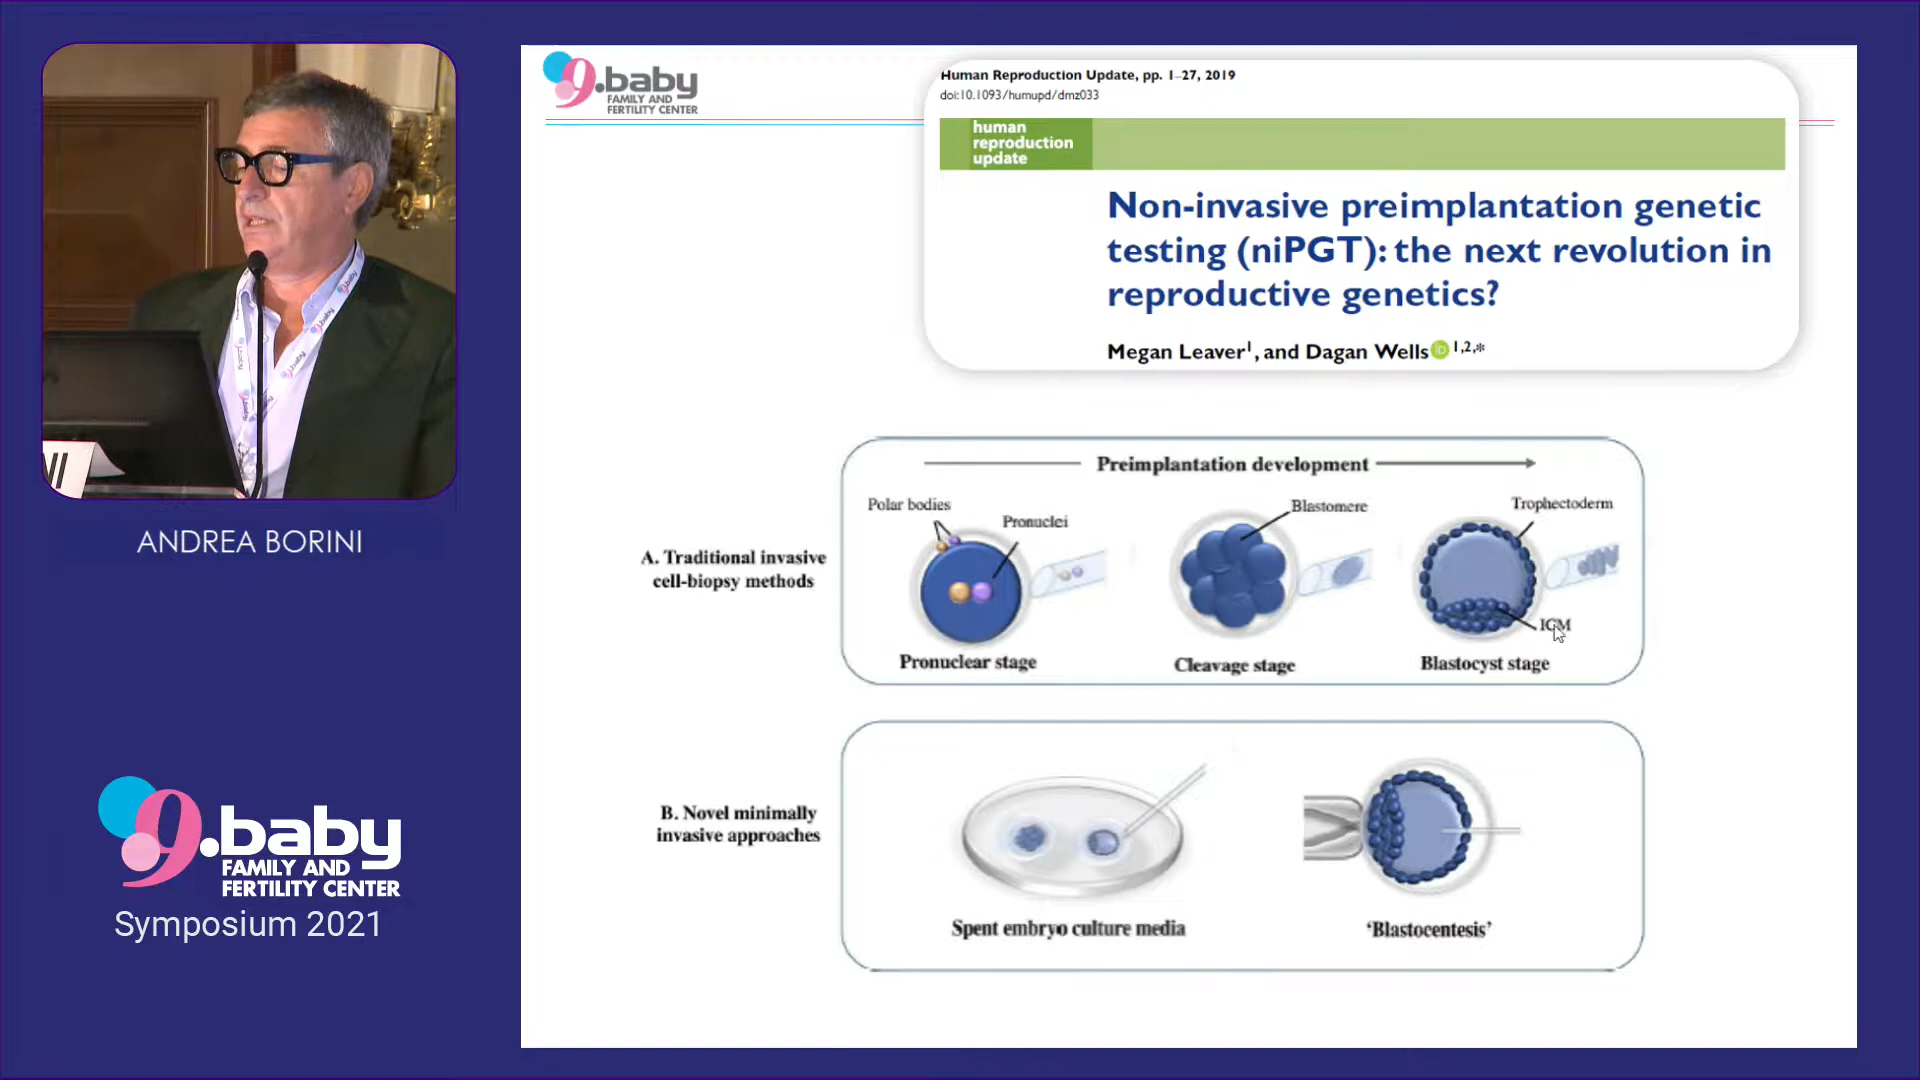 ANDREA BORINI
9.baby
FAMILY AND
FERTILITY CENTER
Symposium 2021
9.baby
FAMILY AND
FERTILITY CENTER
Human Reproduction Update, pp. 1–27, 2019
doi:10.1093/humupd/dmz033
human
reproduction
update
Non-invasive preimplantation genetic
testing (niPGT): the next revolution in
reproductive genetics?
Megan Leaver¹, and Dagan Wells iD 1,2,*
Preimplantation development
Polar bodies
Pronuclei
Blastomere
Trophectoderm
A. Traditional invasive
cell-biopsy methods
ICM
Pronuclear stage
Cleavage stage
Blastocyst stage
B. Novel minimally
invasive approaches
Spent embryo culture media
‘Blastocentesis’